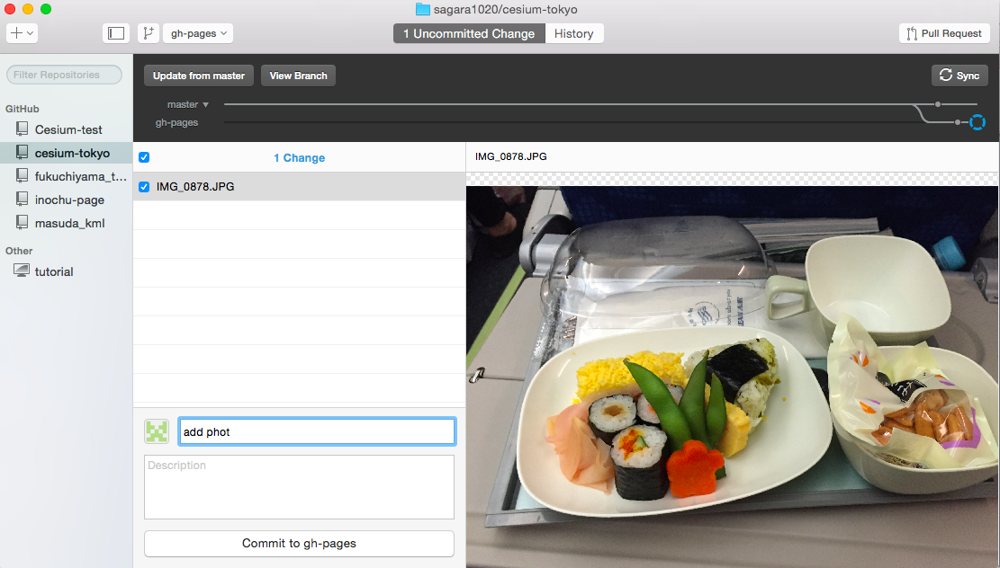 sagara1020/cesium-tokyo
gh-pages
1 Uncommitted Change
History
Pull Request
Filter Repositories
GitHub
Cesium-test
cesium-tokyo
fukuchiyama_t...
inochu-page
masuda_kml
Other
tutorial
Update from master
View Branch
Sync
master
gh-pages
1 Change
IMG_0878.JPG
IMG_0878.JPG
add phot
Description
Commit to gh-pages